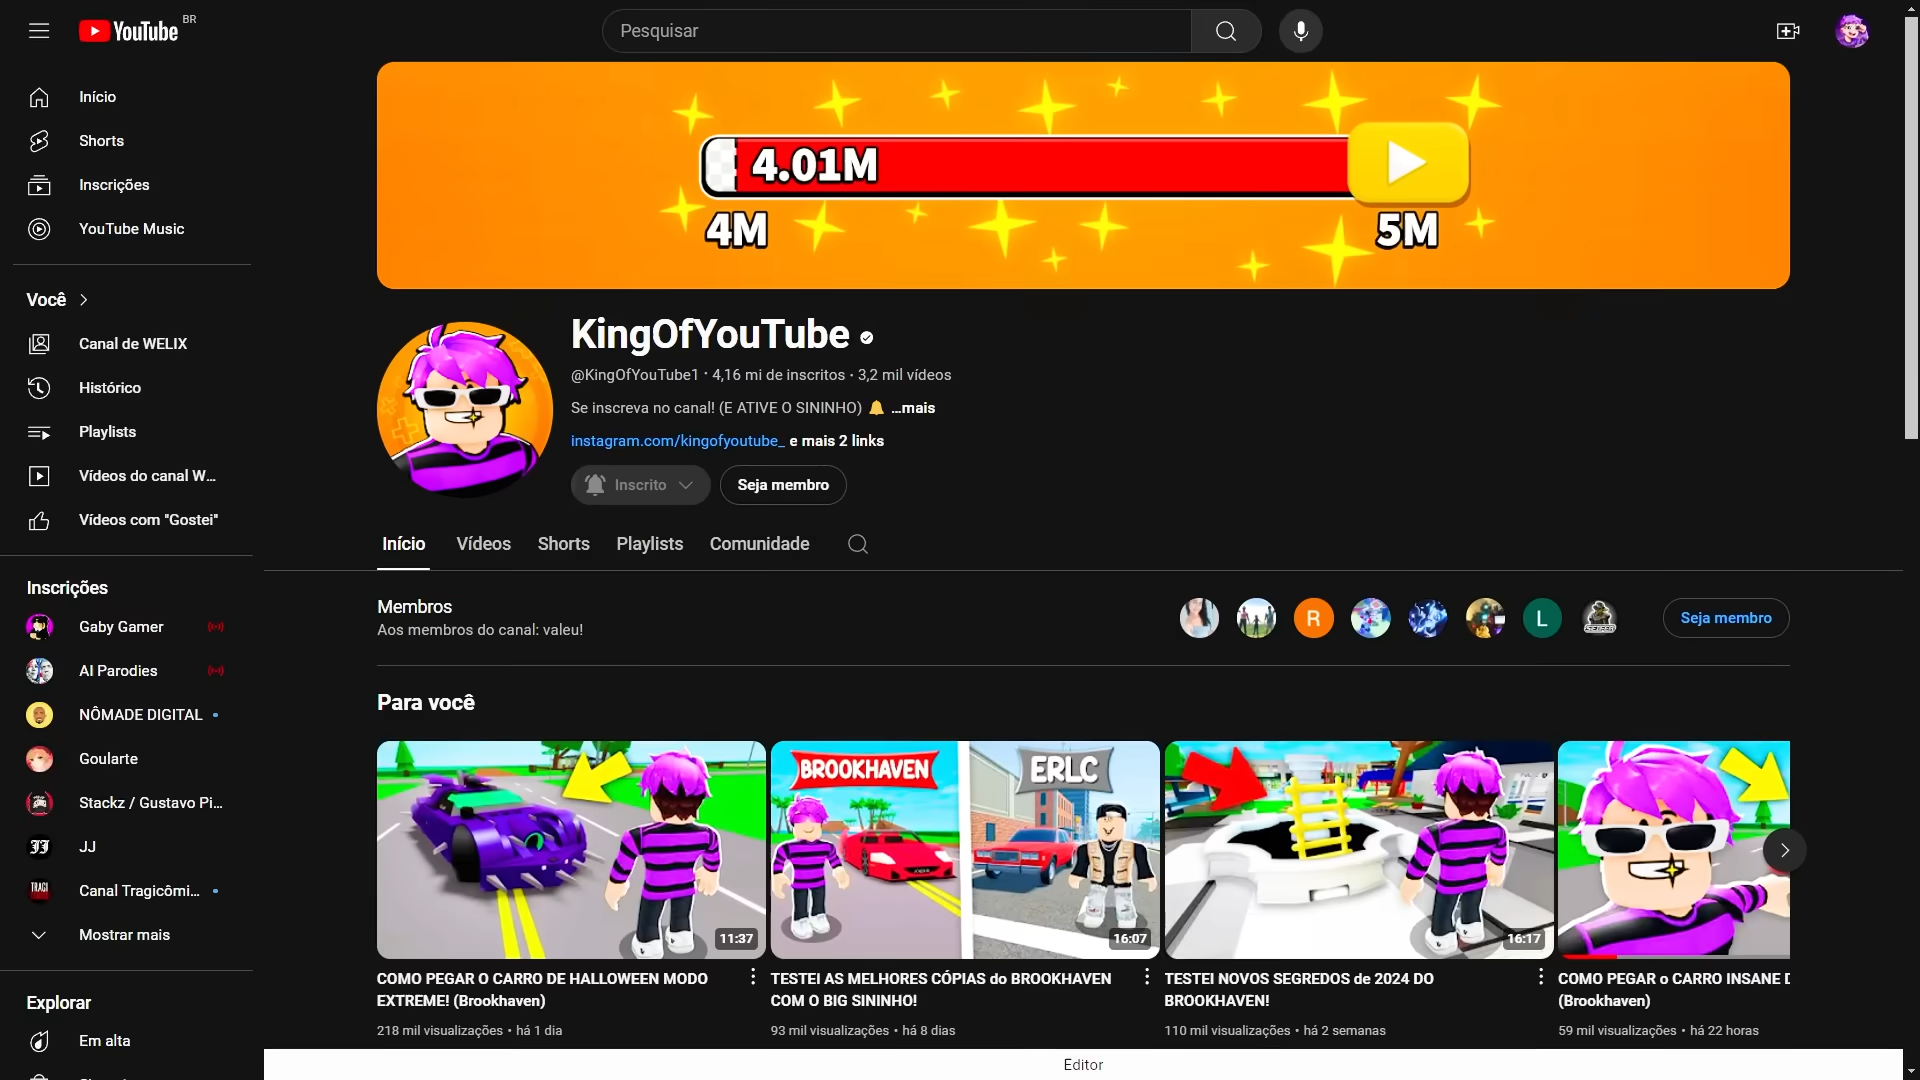 YouTube BR
Pesquisar
Início
Shorts
Inscrições
YouTube Music
Você
Canal de WELIX
Histórico
Playlists
Vídeos do canal W...
Vídeos com "Gostei"
Inscrições
Gaby Gamer
AI Parodies
NÔMADE DIGITAL
Goularte
Stackz / Gustavo Pi...
JJ
Canal Tragicômi...
Mostrar mais
Explorar
Em alta
4.01M
4M
5M
KingOfYouTube
@KingOfYouTube1 • 4,16 mi de inscritos • 3,2 mil vídeos
Se inscreva no canal! (E ATIVE O SININHO) 🔔 ...mais
instagram.com/kingofyoutube_ e mais 2 links
Inscrito
Seja membro
Início
Vídeos
Shorts
Playlists
Comunidade
Membros
Aos membros do canal: valeu!
R
L
Seja membro
Para você
11:37
BROOKHAVEN
ERLC
16:07
16:17
COMO PEGAR O CARRO DE HALLOWEEN MODO
EXTREME! (Brookhaven)
218 mil visualizações • há 1 dia
TESTEI AS MELHORES CÓPIAS do BROOKHAVEN
COM O BIG SININHO!
93 mil visualizações • há 8 dias
TESTEI NOVOS SEGREDOS de 2024 DO
BROOKHAVEN!
110 mil visualizações • há 2 semanas
COMO PEGAR o CARRO INSANE
(Brookhaven)
59 mil visualizações • há 22 horas
Editor